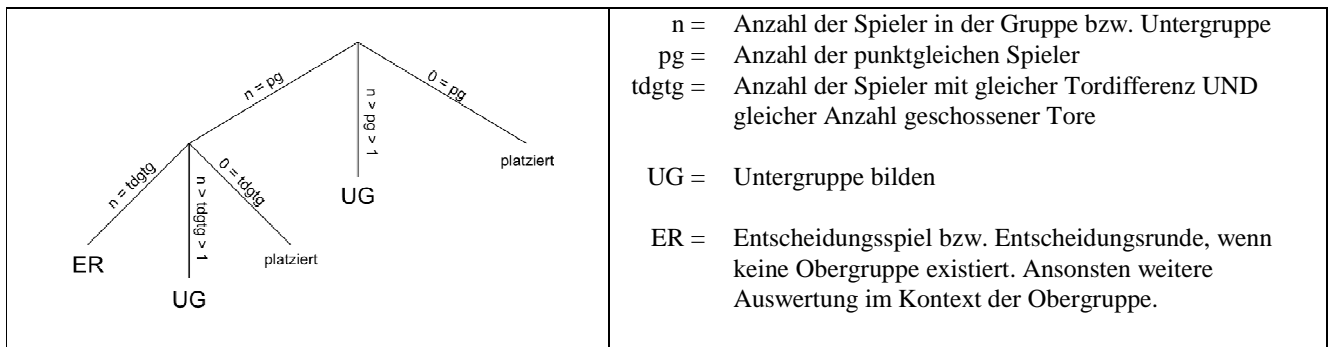 n = pg
n > pg > 1
0 = pg
platziert
UG
n = tdgtg
n > tdgtg > 1
0 = tdgtg
ER
UG
platziert
n = Anzahl der Spieler in der Gruppe bzw. Untergruppe
pg = Anzahl der punktgleichen Spieler
tdgtg = Anzahl der Spieler mit gleicher Tordifferenz UND
gleicher Anzahl geschossener Tore
UG = Untergruppe bilden
ER = Entscheidungsspiel bzw. Entscheidungsrunde, wenn
keine Obergruppe existiert. Ansonsten weitere
Auswertung im Kontext der Obergruppe.